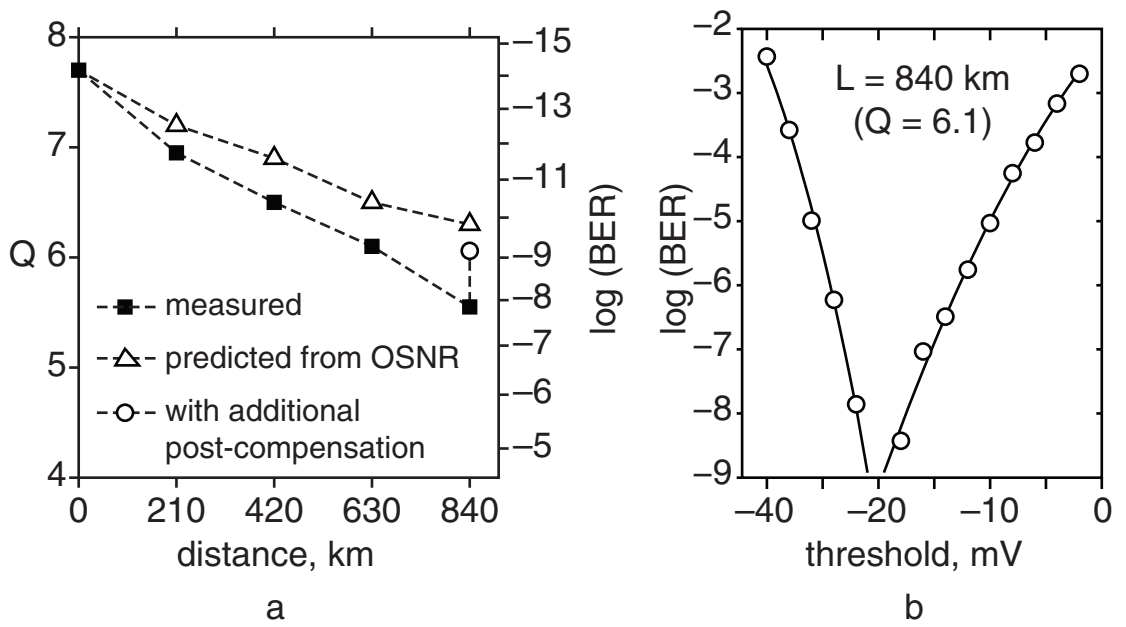 8
7
Q 6
5
4
0 210 420 630 840
distance, km
–15
–13
–11
–9
–8
–7
–6
–5
log (BER)
measured
predicted from OSNR
with additional
post-compensation
a
–2
–3
–4
–5
–6
–7
–8
–9
log (BER)
L = 840 km
(Q = 6.1)
–40 –20 –10 0
threshold, mV
b